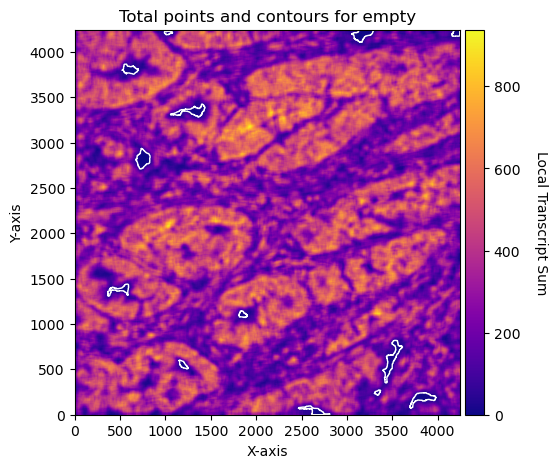 Total points and contours for empty
4000
3500
3000
2500
2000
1500
1000
500
0
Y-axis
0 500 1000 1500 2000 2500 3000 3500 4000
X-axis
800
600
400
200
0
Local Transcript Sum